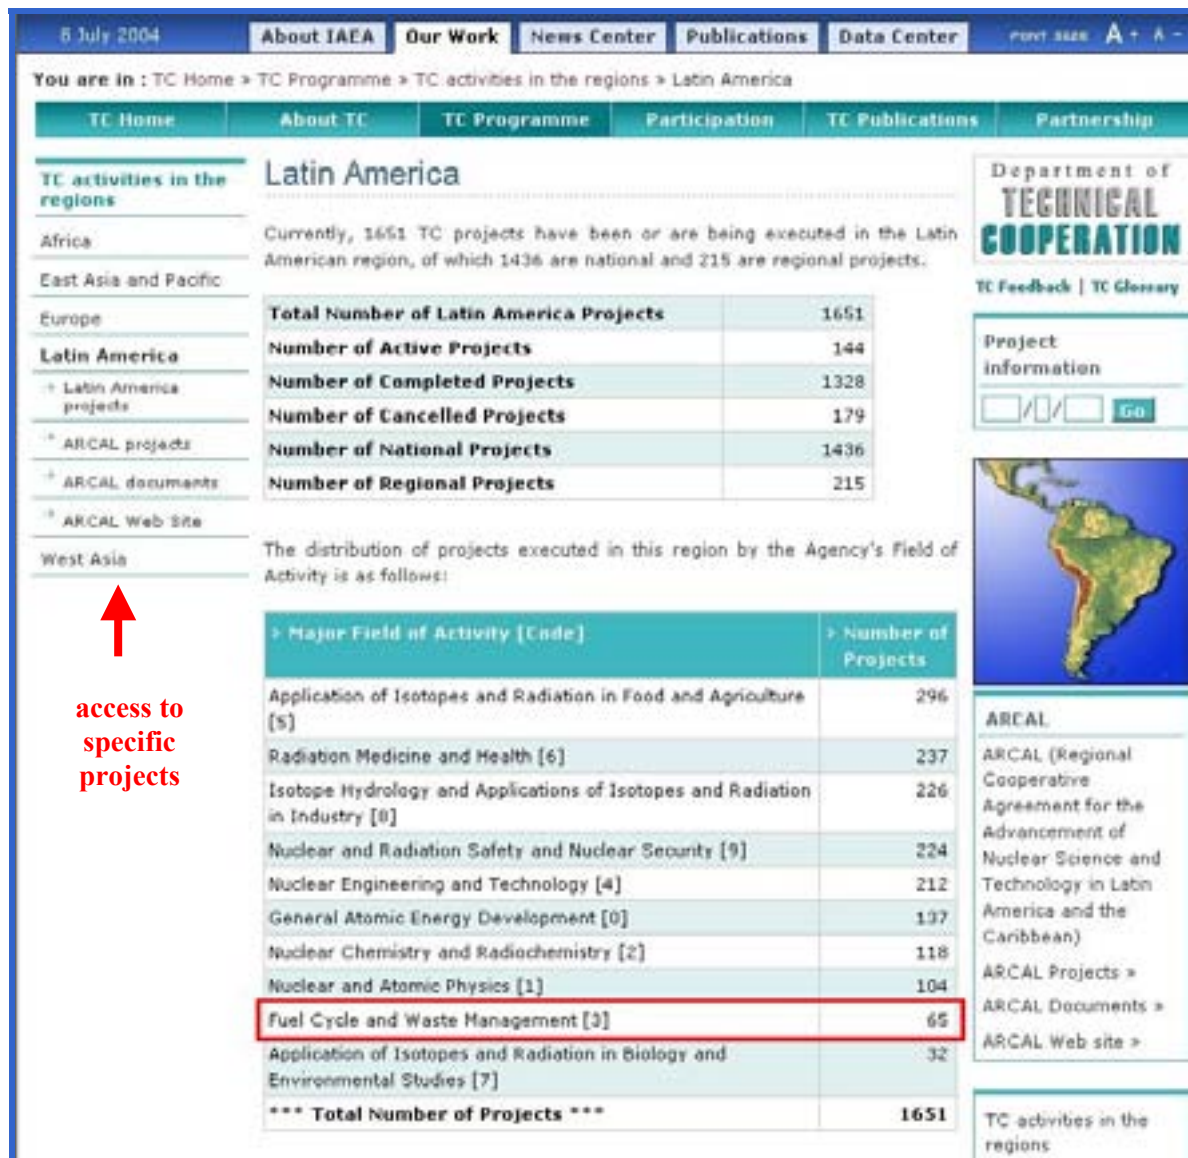 8 July 2004
About IAEA
Our Work
News Center
Publications
Data Center
FONT SIZE A + A -
You are in : TC Home » TC Programme » TC activities in the regions » Latin America
TC Home
About TC
TC Programme
Participation
TC Publications
Partnership
TC activities in the
regions
Africa
East Asia and Pacific
Europe
Latin America
Latin America
projects
ARCAL projects
ARCAL documents
ARCAL Web Site
West Asia
access to
specific
projects
Latin America
Currently, 1651 TC projects have been or are being executed in the Latin
American region, of which 1436 are national and 215 are regional projects.
Total Number of Latin America Projects 1651
Number of Active Projects 144
Number of Completed Projects 1328
Number of Cancelled Projects 179
Number of National Projects 1436
Number of Regional Projects 215
The distribution of projects executed in this region by the Agency's Field of
Activity is as follows:
> Major Field of Activity [Code]
> Number of
Projects
Application of Isotopes and Radiation in Food and Agriculture 296
[5]
Radiation Medicine and Health [6] 237
Isotope Hydrology and Applications of Isotopes and Radiation 226
in Industry [8]
Nuclear and Radiation Safety and Nuclear Security [9] 224
Nuclear Engineering and Technology [4] 212
General Atomic Energy Development [0] 137
Nuclear Chemistry and Radiochemistry [2] 118
Nuclear and Atomic Physics [1] 104
Fuel Cycle and Waste Management [3] 65
Application of Isotopes and Radiation in Biology and 32
Environmental Studies [7]
*** Total Number of Projects *** 1651
Department of
TECHNICAL
COOPERATION
TC Feedback | TC Glossary
Project
information
/ / Go
ARCAL
ARCAL (Regional
Cooperative
Agreement for the
Advancement of
Nuclear Science and
Technology in Latin
America and the
Caribbean)
ARCAL Projects »
ARCAL Documents »
ARCAL Web site »
TC activities in the
regions